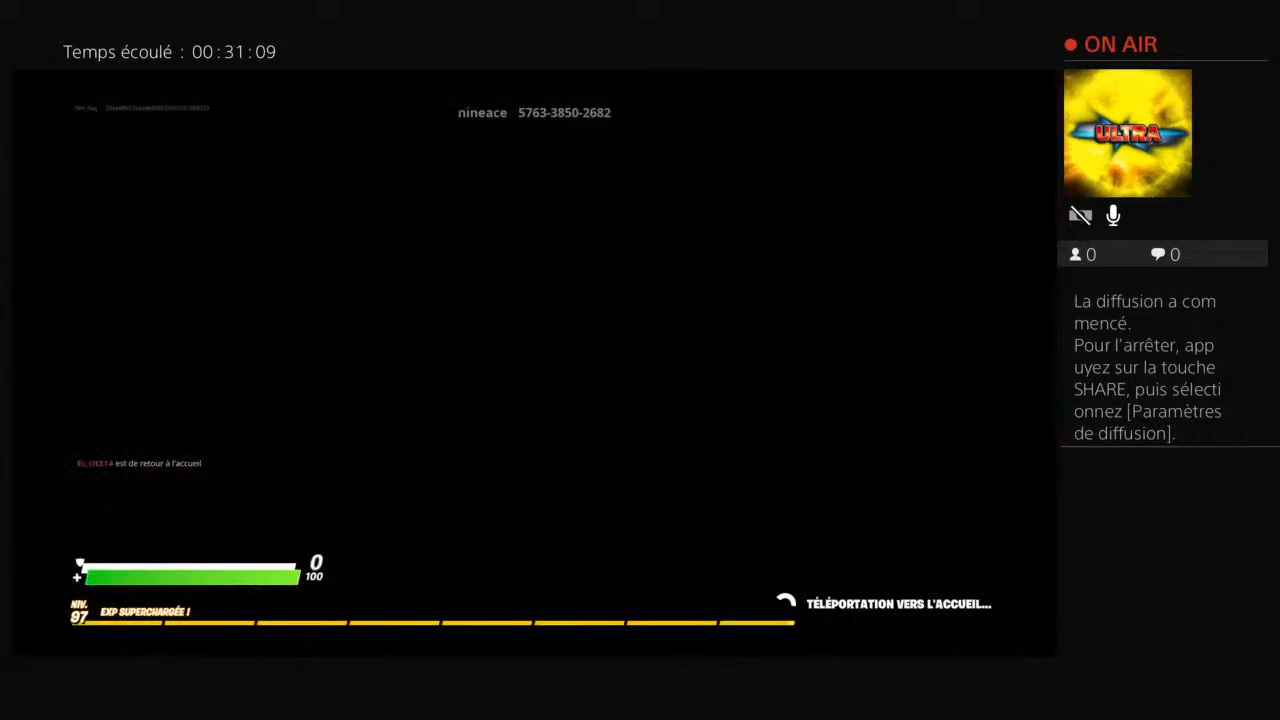 Temps écoulé : 00:31:09
ON AIR
nineace 5763-3850-2682
ULTRA
0 0
La diffusion a com
mencé.
Pour l'arrêter, app
uyez sur la touche
SHARE, puis sélecti
onnez [Paramètres
de diffusion].
est de retour à l'accueil
0
100
NIV.
97 EXP SUPERCHARGÉE !
TÉLÉPORTATION VERS L'ACCUEIL...